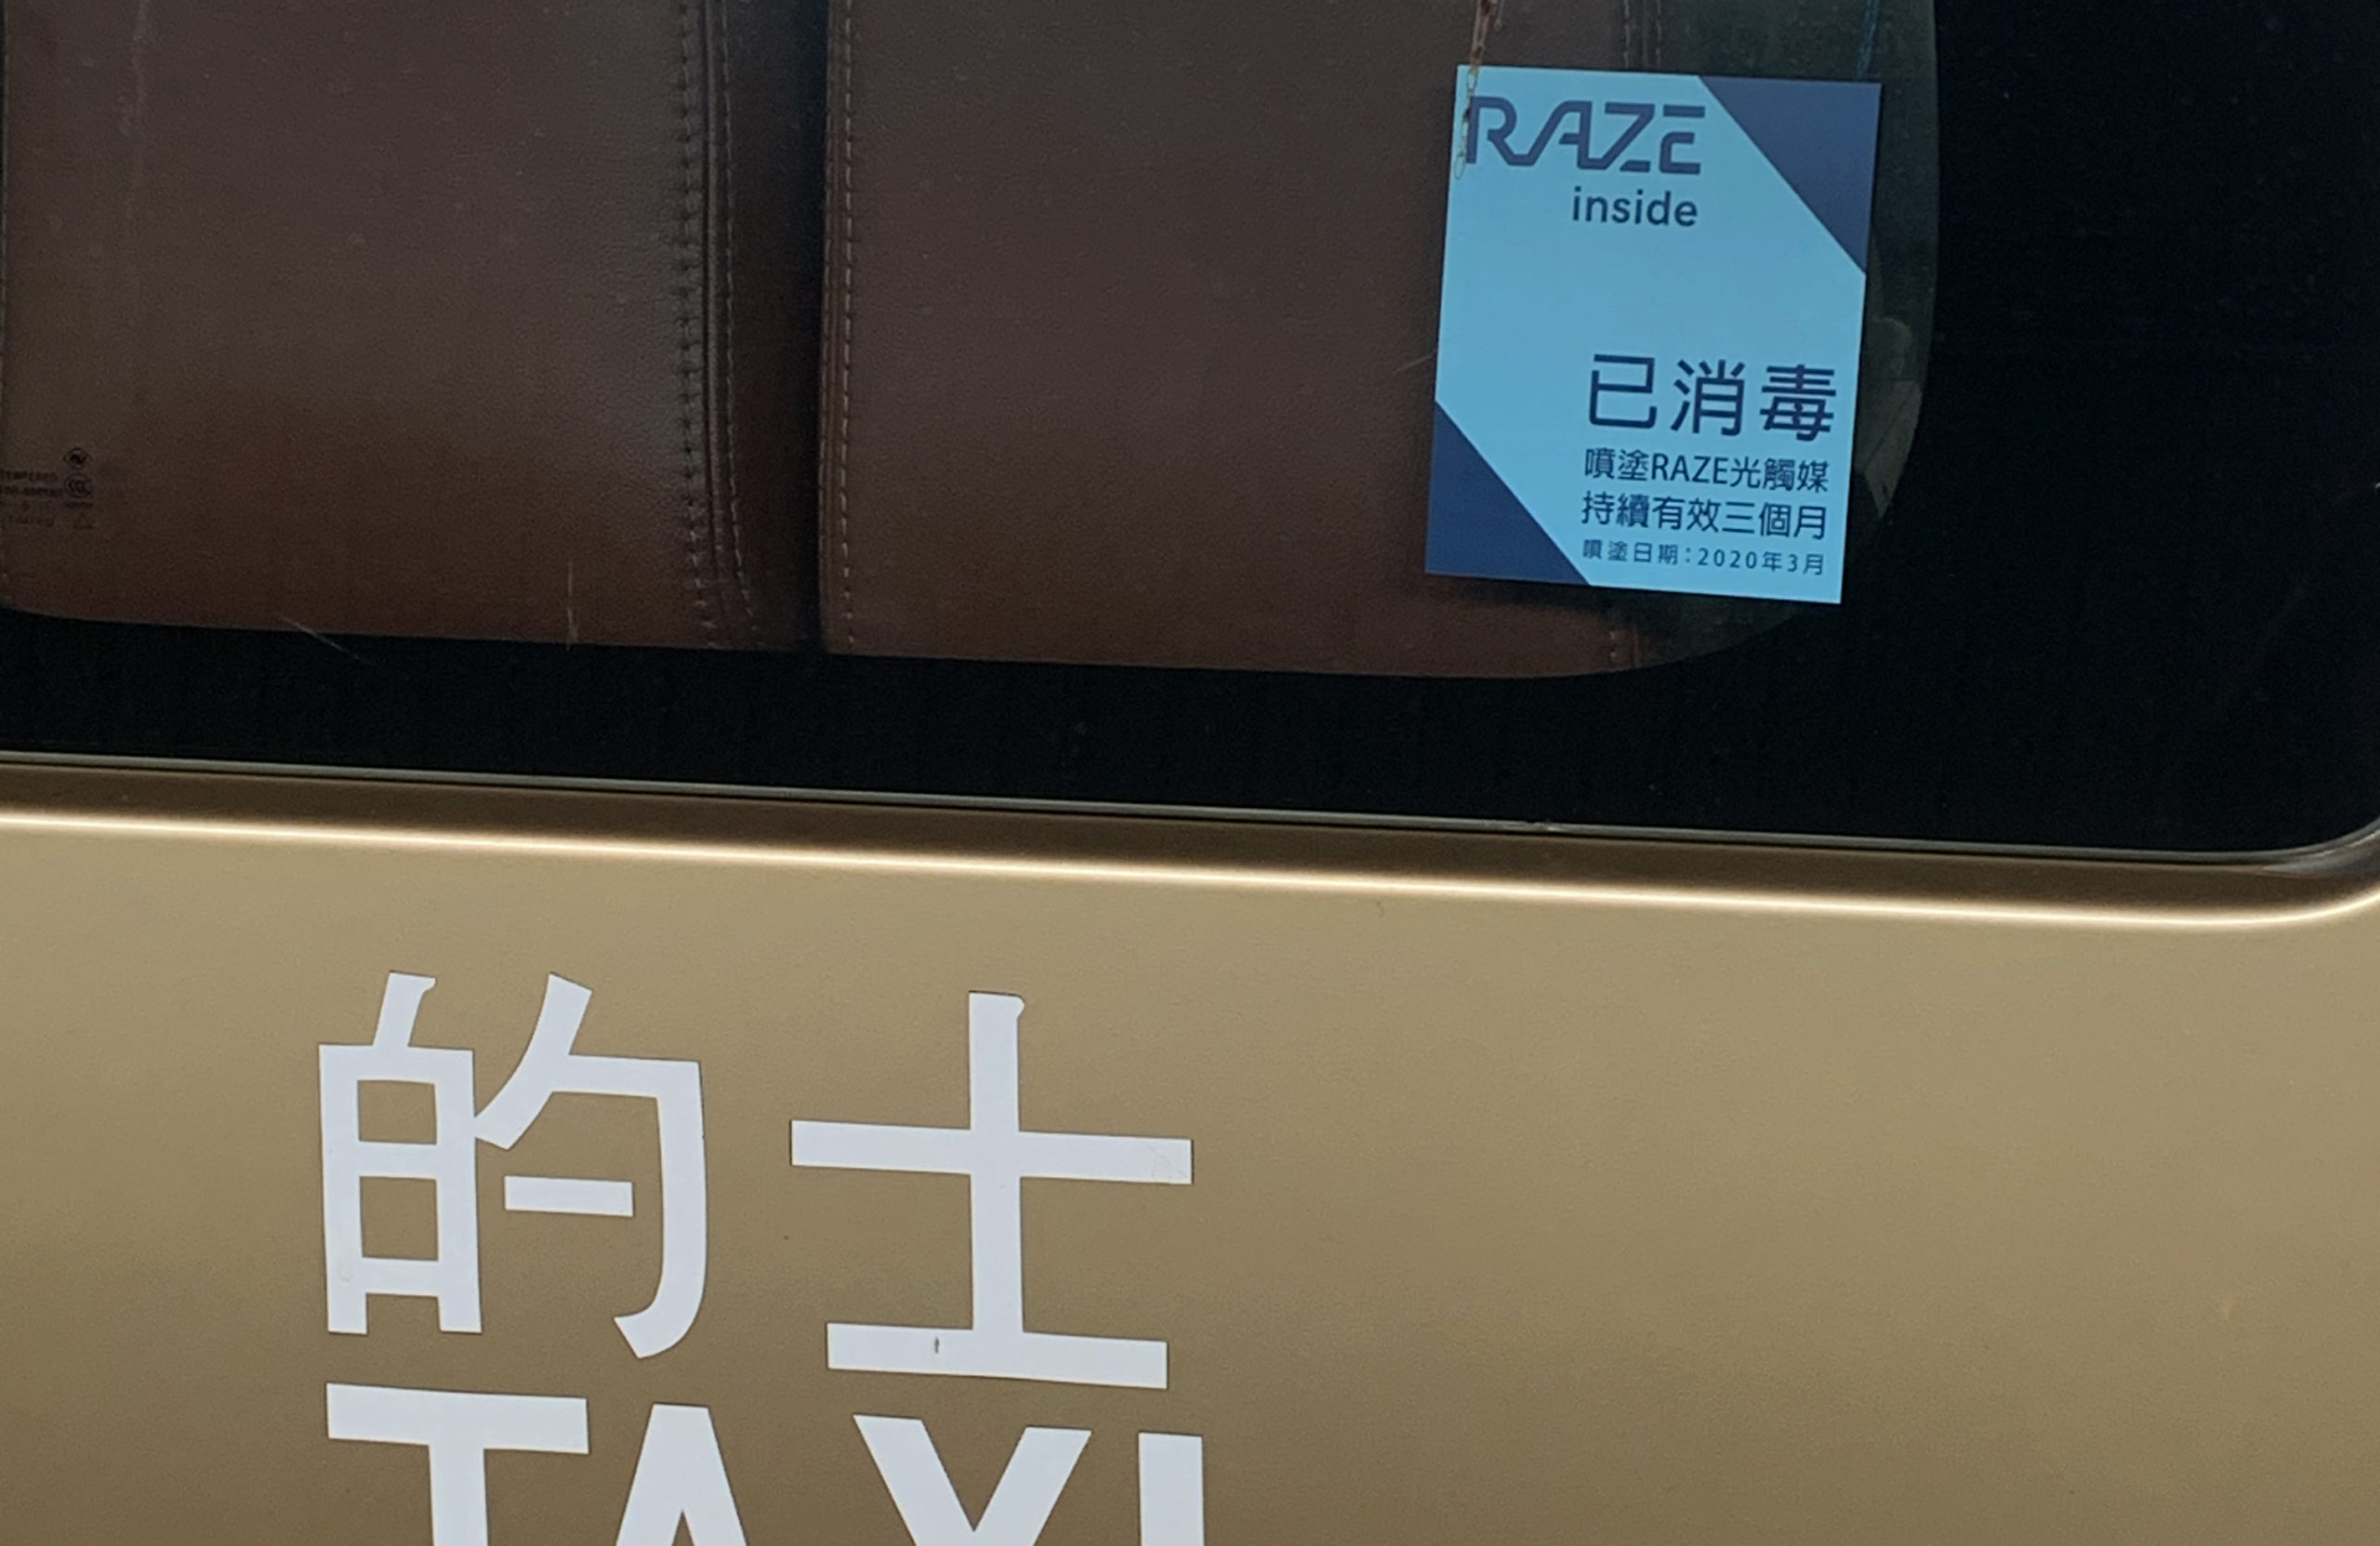 RAZE
inside
已消毒
噴塗RAZE光觸媒
持續有效三個月
噴塗日期：2020年3月
的士
TAXI